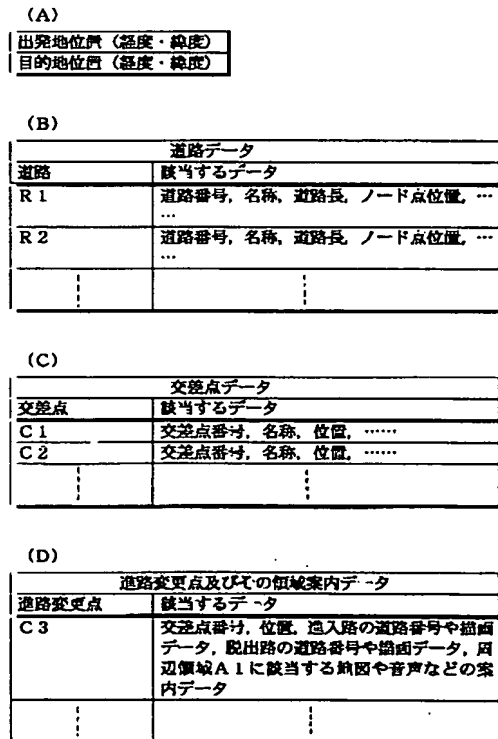 (A)
出発地位置（経度・緯度）
目的地位置（経度・緯度）
(B)
道路データ
道路 該当するデータ
R1 道路番号，名称，道路長，ノード点位置，…
…
R2 道路番号，名称，道路長，ノード点位置，…
…
(C)
交差点データ
交差点 該当するデータ
C1 交差点番号，名称，位置，……
C2 交差点番号，名称，位置，……
(D)
進路変更点及びその領域案内データ
進路変更点 該当するデータ
C3 交差点番号，位置，進入路の道路番号や描画
データ，脱出路の道路番号や描画データ，周
辺領域A1に該当する地図や音声などの案
内データ